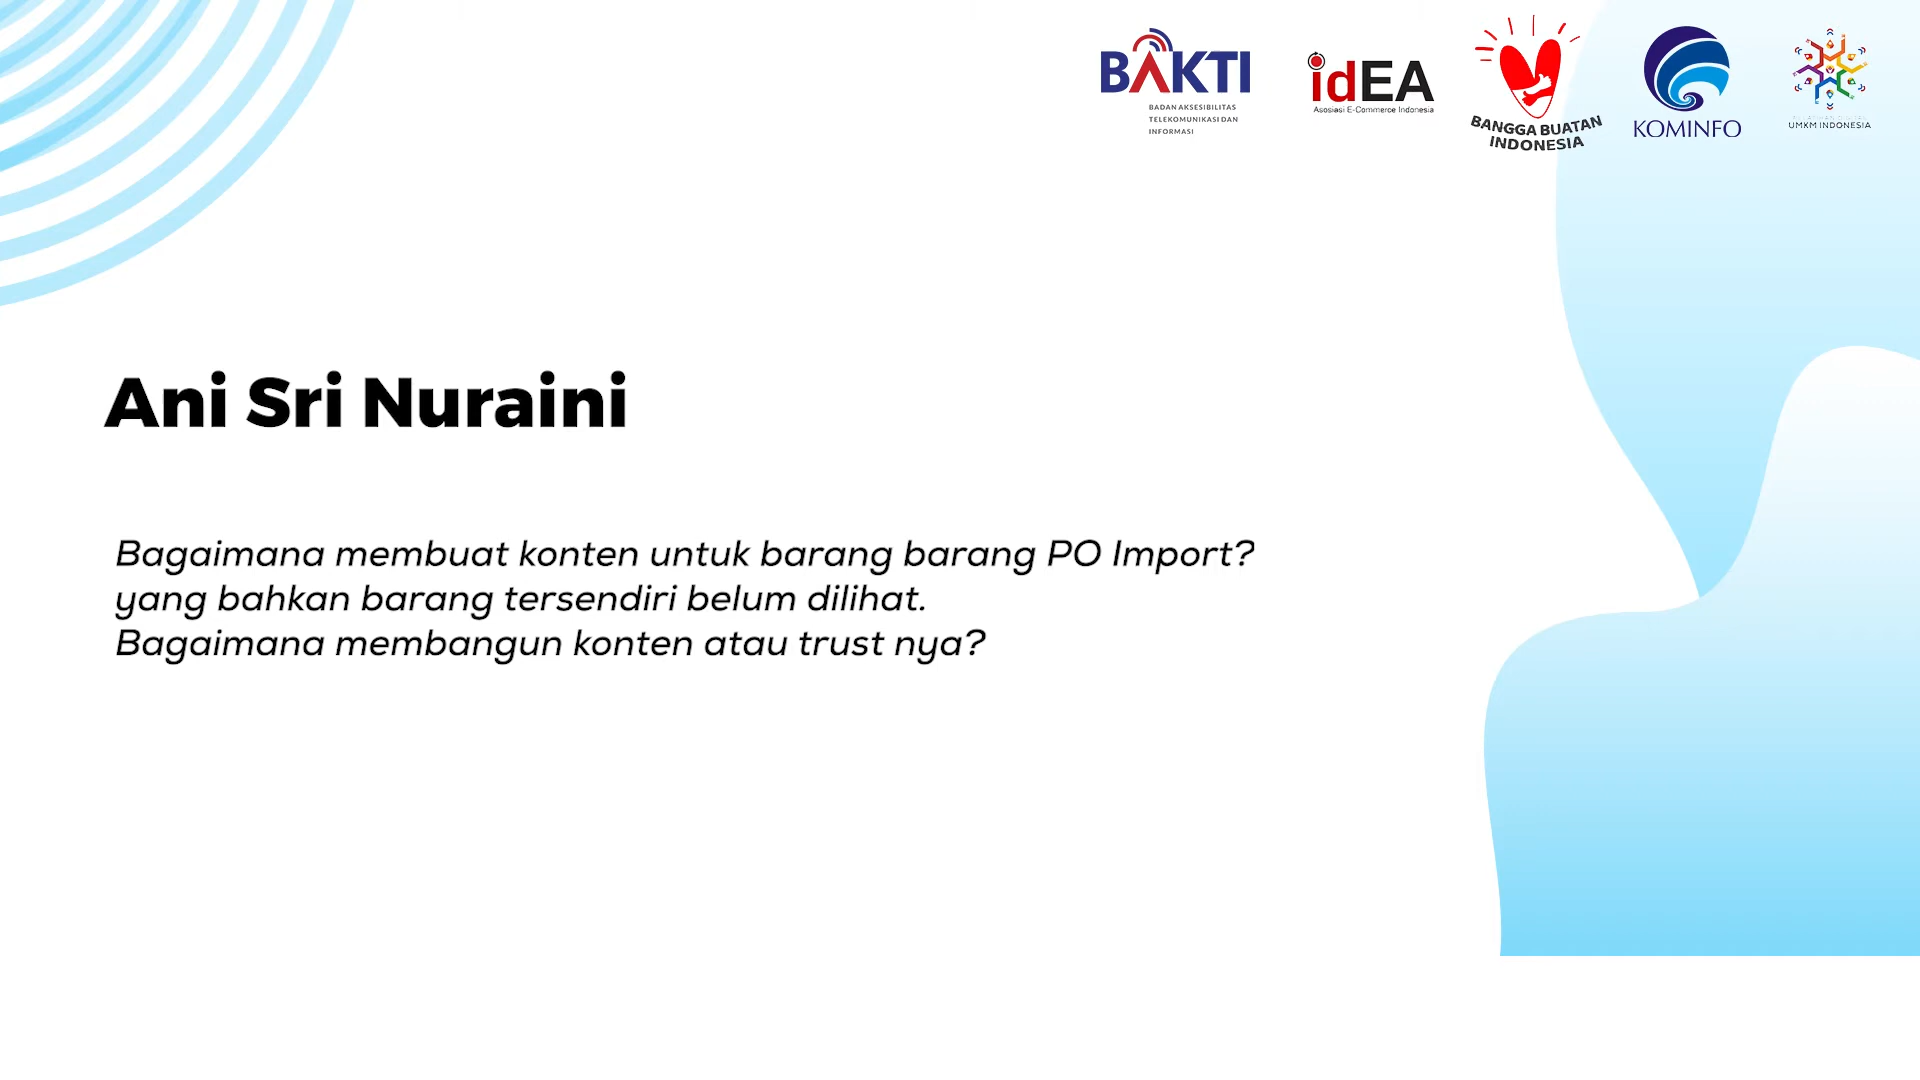 BAKTI
BADAN AKSESIBILITAS
TELEKOMUNIKASI DAN
INFORMASI
idEA
Asosiasi E-Commerce Indonesia
BANGGA BUATAN
INDONESIA
KOMINFO
UMKM INDONESIA
Ani Sri Nuraini
Bagaimana membuat konten untuk barang barang PO Import?
yang bahkan barang tersendiri belum dilihat.
Bagaimana membangun konten atau trust nya?